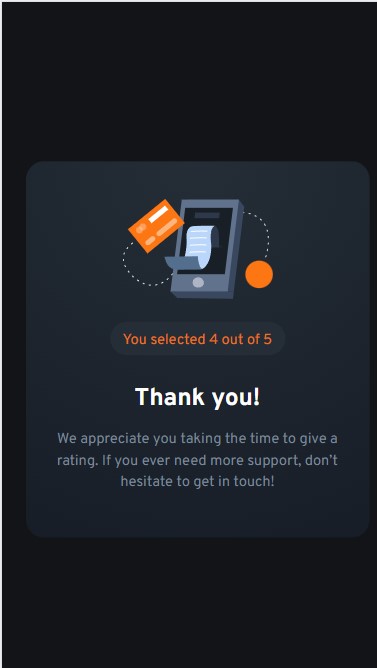 You selected 4 out of 5
Thank you!
We appreciate you taking the time to give a
rating. If you ever need more support, don't
hesitate to get in touch!